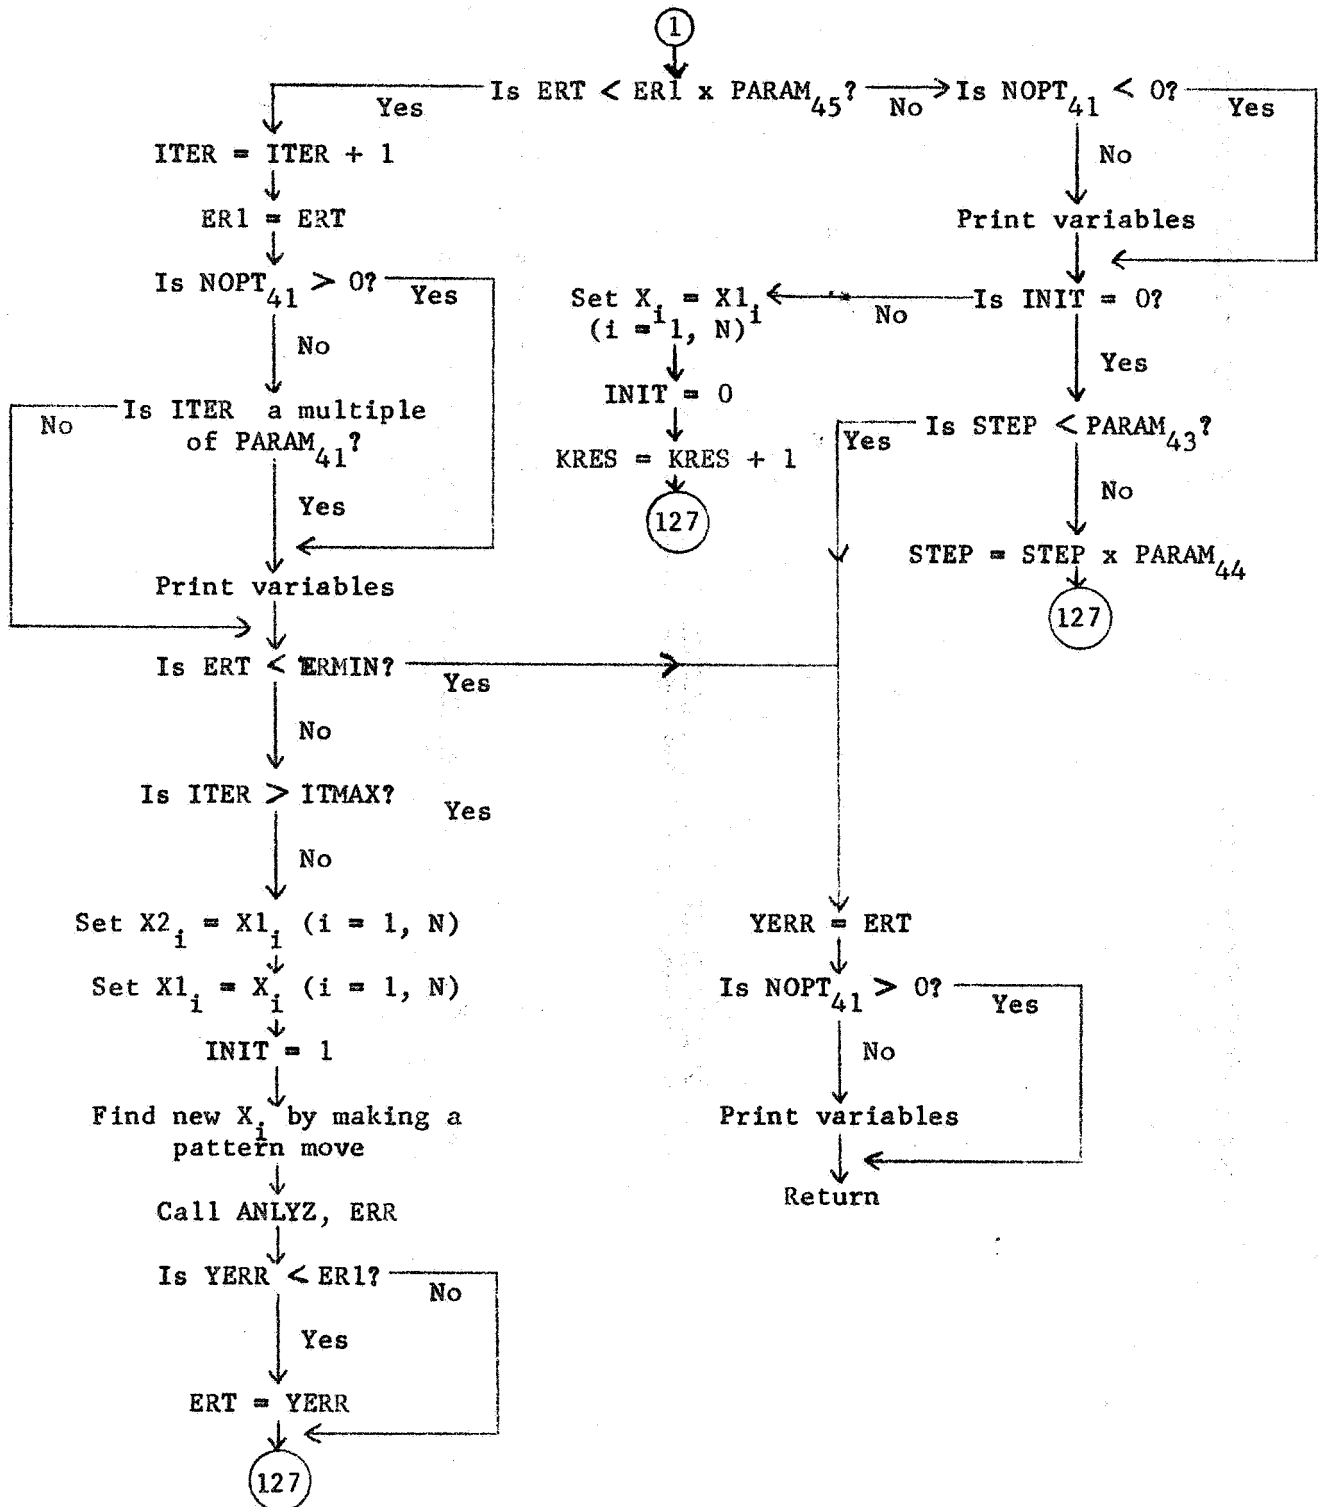 1
Is ERT < ER1 x PARAM45? No Is NOPT41 < 0? Yes
Yes
ITER = ITER + 1
ER1 = ERT
Is NOPT41 > 0? Yes
No
Is ITER a multiple
of PARAM41?
No
Yes
Print variables
Is ERT < ERMIN? Yes
No
Is ITER > ITMAX? Yes
No
Set X2i = X1i (i = 1, N)
Set X1i = Xi (i = 1, N)
INIT = 1
Find new Xi by making a
pattern move
Call ANLYZ, ERR
Is YERR < ER1? No
Yes
ERT = YERR
127
No
Print variables
Is INIT = 0?
No
Set Xi = X1i
(i = 1, N)
INIT = 0
KRES = KRES + 1
127
Yes
Is STEP < PARAM43?
Yes
No
STEP = STEP x PARAM44
127
YERR = ERT
Is NOPT41 > 0? Yes
No
Print variables
Return